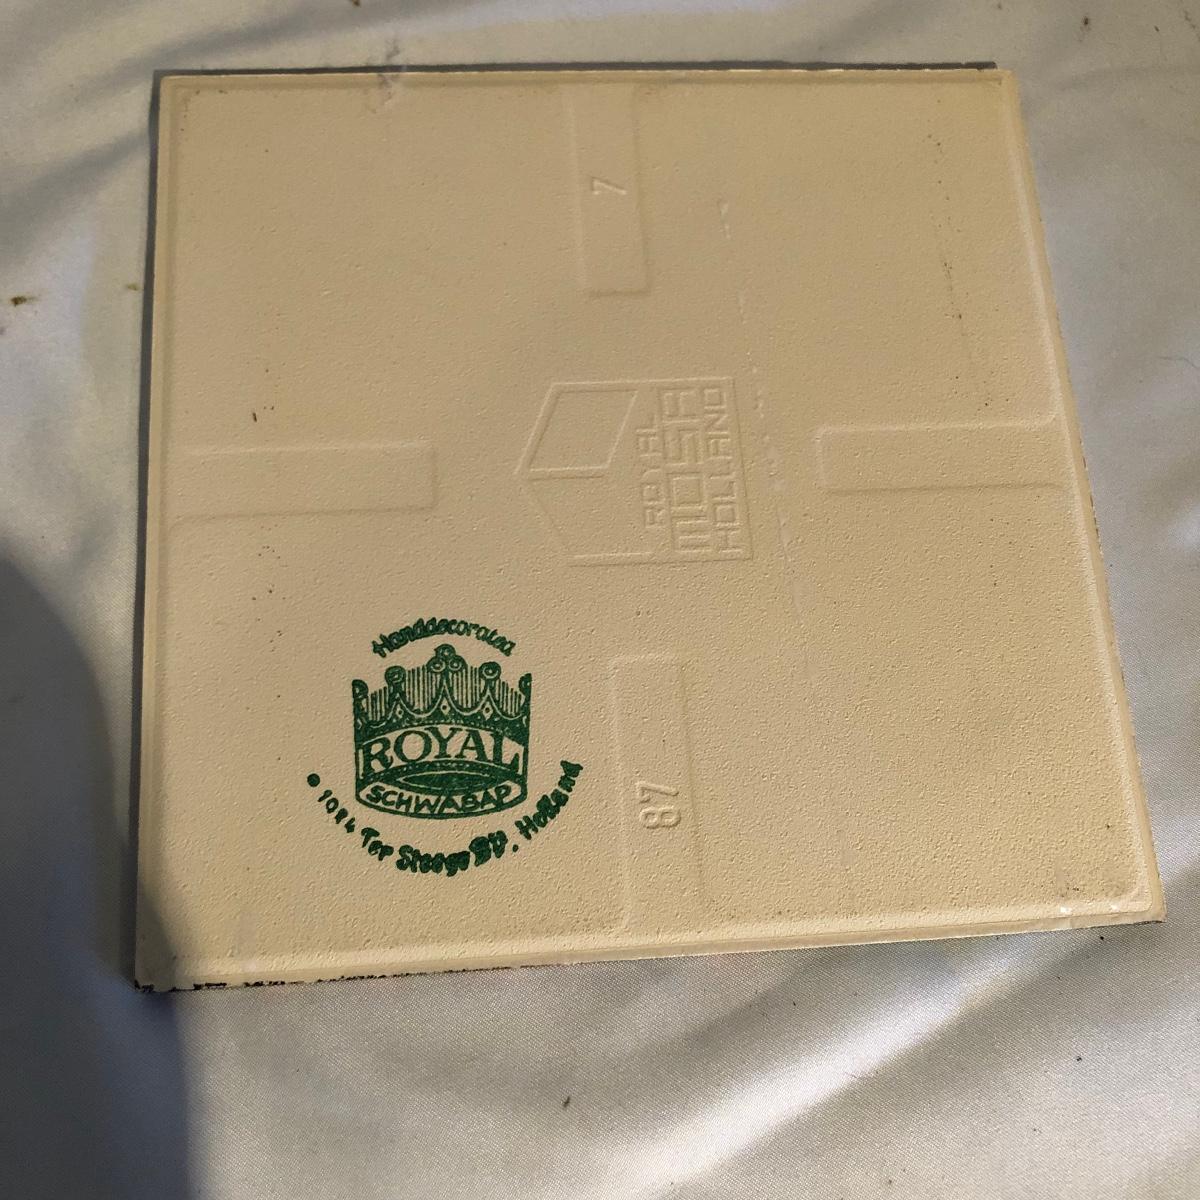 7
ROYAL
MOSA
HOLLAND
Handdecorated
ROYAL
SCHWABAP
© 1984 Ter Steege BV, Holland
87